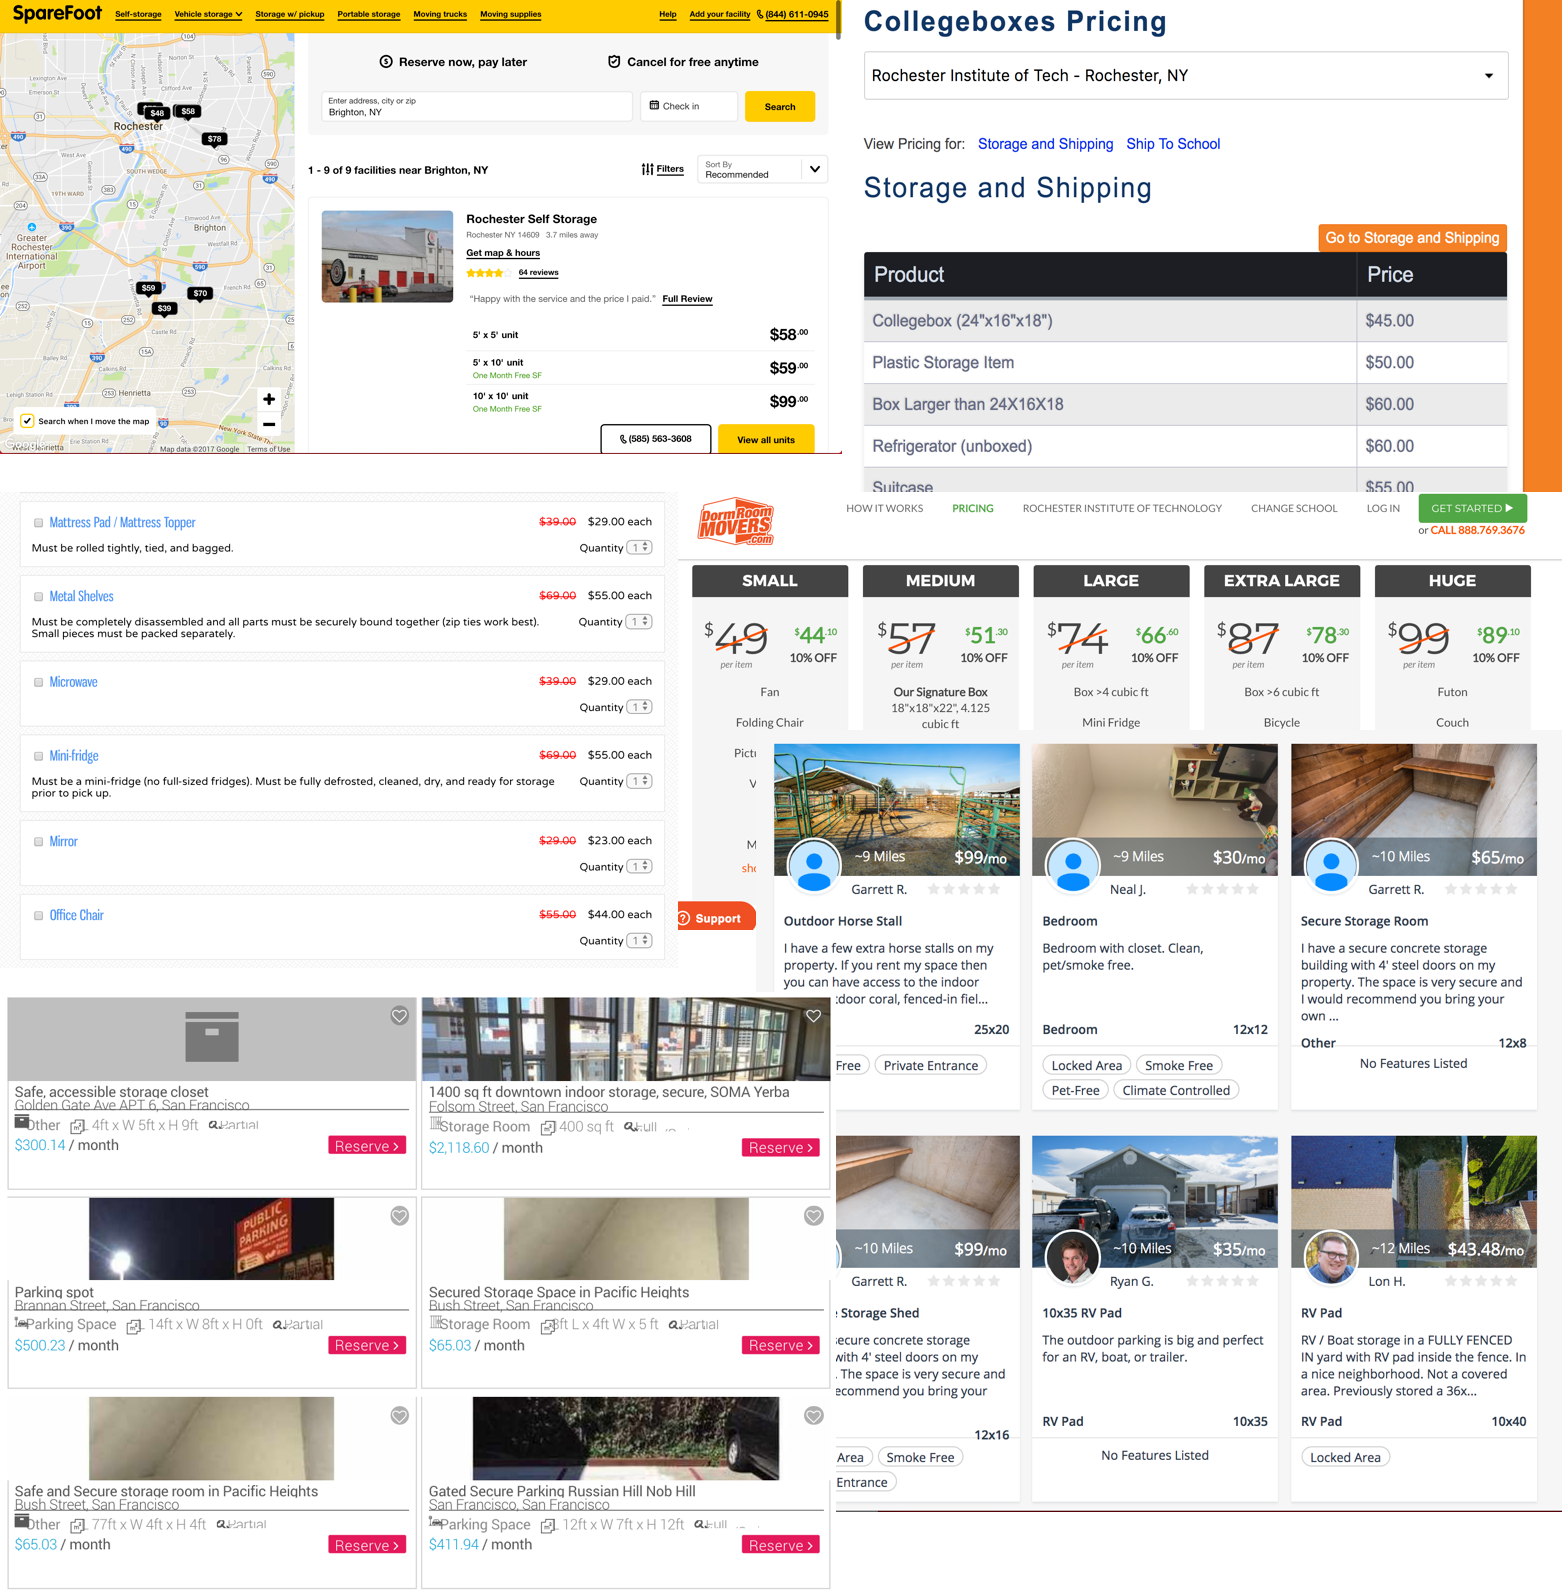 SpareFoot
Self-storage
Vehicle storage
Storage w/ pickup
Portable storage
Moving trucks
Moving supplies
Help
Add your facility
(844) 611-0945
Reserve now, pay later
Cancel for free anytime
Enter address, city or zip
Brighton, NY
Check in
Search
1 - 9 of 9 facilities near Brighton, NY
Filters
Sort By
Recommended
Rochester Self Storage
Rochester NY 14609 3.7 miles away
Get map & hours
64 reviews
“Happy with the service and the price I paid.” Full Review
5' x 5' unit
$58.00
5' x 10' unit
One Month Free SF
$59.00
10' x 10' unit
One Month Free SF
$99.00
(585) 563-3608
View all units
$48
$58
Rochester
$78
19TH WARD
SOUTH WEDGE
Elmwood Ave
Brighton
Greater
Rochester
International
Airport
$59
$70
$39
French Rd
Castle Rd
Calkins Rd
Henrietta
Search when I move the map
West Henrietta
New York State Thru
Map data ©2017 Google
Terms of Use
Collegeboxes Pricing
Rochester Institute of Tech - Rochester, NY
View Pricing for: Storage and Shipping Ship To School
Storage and Shipping
Go to Storage and Shipping
Product Price
Collegebox (24"x16"x18") $45.00
Plastic Storage Item $50.00
Box Larger than 24X16X18 $60.00
Refrigerator (unboxed) $60.00
Suitcase $55.00
Mattress Pad / Mattress Topper
$39.00 $29.00 each
Must be rolled tightly, tied, and bagged.
Quantity 1
Metal Shelves
$69.00 $55.00 each
Must be completely disassembled and all parts must be securely bound together (zip ties work best).
Small pieces must be packed separately.
Quantity 1
Microwave
$39.00 $29.00 each
Quantity 1
Mini-fridge
$69.00 $55.00 each
Must be a mini-fridge (no full-sized fridges). Must be fully defrosted, cleaned, dry, and ready for storage
prior to pick up.
Quantity 1
Mirror
$29.00 $23.00 each
Quantity 1
Office Chair
$55.00 $44.00 each
Quantity 1
DormRoom
MOVERS
.com
HOW IT WORKS
PRICING
ROCHESTER INSTITUTE OF TECHNOLOGY
CHANGE SCHOOL
LOG IN
GET STARTED
or CALL 888.769.3676
SMALL
$49
per item
$44.10
10% OFF
Fan
Folding Chair
Pictu
V
M
sho
MEDIUM
$57
per item
$51.30
10% OFF
Our Signature Box
18"x18"x22", 4.125
cubic ft
LARGE
$74
per item
$66.60
10% OFF
Box >4 cubic ft
Mini Fridge
EXTRA LARGE
$87
per item
$78.30
10% OFF
Box >6 cubic ft
Bicycle
HUGE
$99
per item
$89.10
10% OFF
Futon
Couch
Support
~9 Miles $99/mo
Garrett R.
Outdoor Horse Stall
I have a few extra horse stalls on my
property. If you rent my space then
you can have access to the indoor
tdoor coral, fenced-in fiel...
25x20
Free
Private Entrance
~9 Miles $30/mo
Neal J.
Bedroom
Bedroom with closet. Clean,
pet/smoke free.
Bedroom 12x12
Locked Area
Smoke Free
Pet-Free
Climate Controlled
~10 Miles $65/mo
Garrett R.
Secure Storage Room
I have a secure concrete storage
building with 4' steel doors on my
property. The space is very secure and
I would recommend you bring your
own ...
Other 12x8
No Features Listed
~10 Miles $99/mo
Garrett R.
e Storage Shed
secure concrete storage
with 4' steel doors on my
. The space is very secure and
ecommend you bring your
12x16
Area
Smoke Free
Entrance
~10 Miles $35/mo
Ryan G.
10x35 RV Pad
The outdoor parking is big and perfect
for an RV, boat, or trailer.
RV Pad 10x35
No Features Listed
~12 Miles $43.48/mo
Lon H.
RV Pad
RV / Boat storage in a FULLY FENCED
IN yard with RV pad inside the fence. In
a nice neighborhood. Not a covered
area. Previously stored a 36x...
RV Pad 10x40
Locked Area
Safe, accessible storage closet
Golden Gate Ave APT 6, San Francisco
Other L 4ft x W 5ft x H 9ft Partial
$300.14 / month
Reserve >
1400 sq ft downtown indoor storage, secure, SOMA Yerba
Folsom Street, San Francisco
Storage Room 1400 sq ft Full
$2,118.60 / month
Reserve >
PUBLIC
PARKING
Parking spot
Brannan Street, San Francisco
Parking Space L 14ft x W 8ft x H 0ft Partial
$500.23 / month
Reserve >
Secured Storage Space in Pacific Heights
Bush Street, San Francisco
Storage Room 8ft L x 4ft W x 5 ft Partial
$65.03 / month
Reserve >
Safe and Secure storage room in Pacific Heights
Bush Street, San Francisco
Other L 77ft x W 4ft x H 4ft Partial
$65.03 / month
Reserve >
Gated Secure Parking Russian Hill Nob Hill
San Francisco, San Francisco
Parking Space L 12ft x W 7ft x H 12ft Full
$411.94 / month
Reserve >